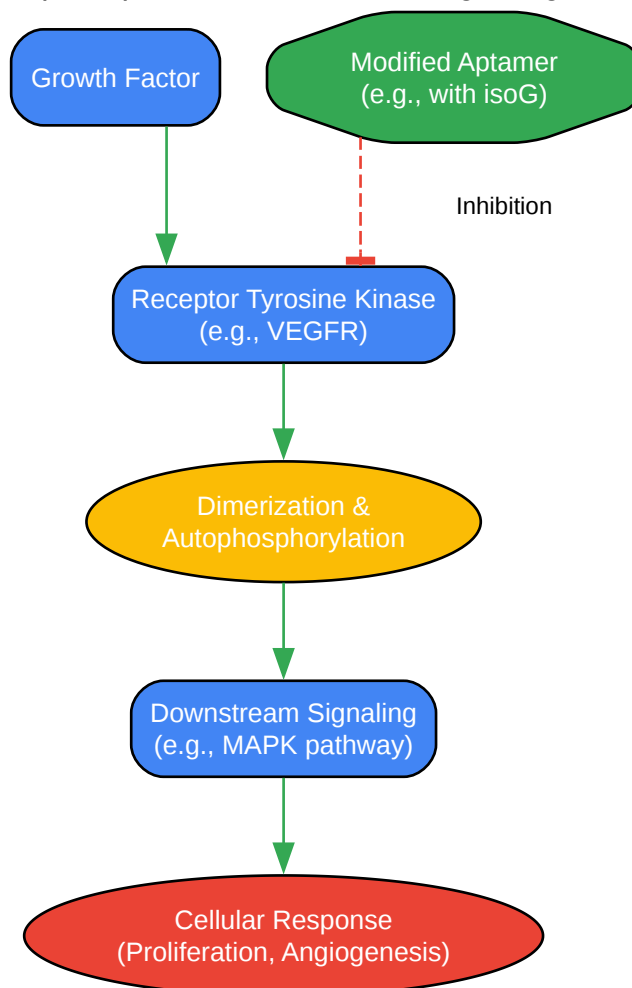 Growth Factor
Modified Aptamer
(e.g., with isoG)
Inhibition
Receptor Tyrosine Kinase
(e.g., VEGFR)
Dimerization &
Autophosphorylation
Downstream Signaling
(e.g., MAPK pathway)
Cellular Response
(Proliferation, Angiogenesis)